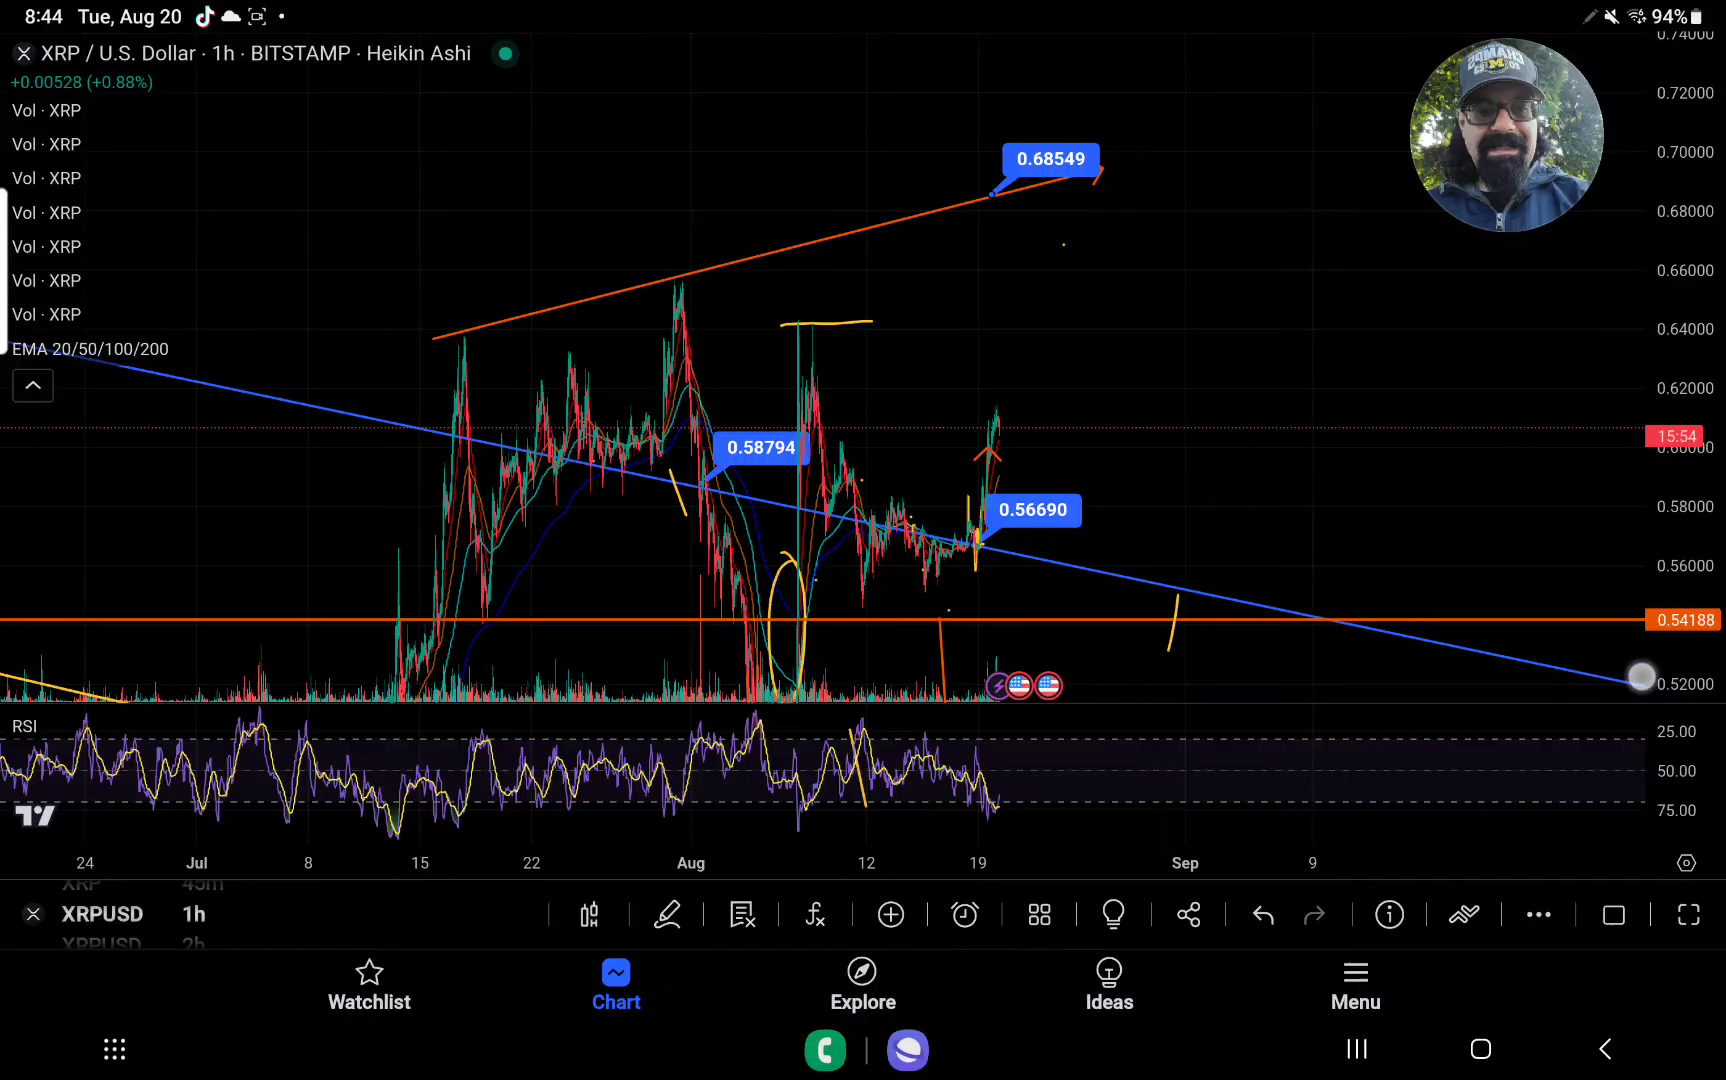 8:44 Tue, Aug 20
94%
XRP / U.S. Dollar · 1h · BITSTAMP · Heikin Ashi
+0.00528 (+0.88%)
Vol · XRP
Vol · XRP
Vol · XRP
Vol · XRP
Vol · XRP
Vol · XRP
Vol · XRP
EMA 20/50/100/200
CHAMPS
M
0.68549
0.58794
0.56690
0.74000
0.72000
0.70000
0.68000
0.66000
0.64000
0.62000
15:54
0.60000
0.58000
0.56000
0.54188
0.52000
RSI
25.00
50.00
75.00
24 Jul 8 15 22 Aug 12 19 Sep 9
XRP 45m
XRPUSD 1h
XRPUSD 2h
Watchlist Chart Explore Ideas Menu